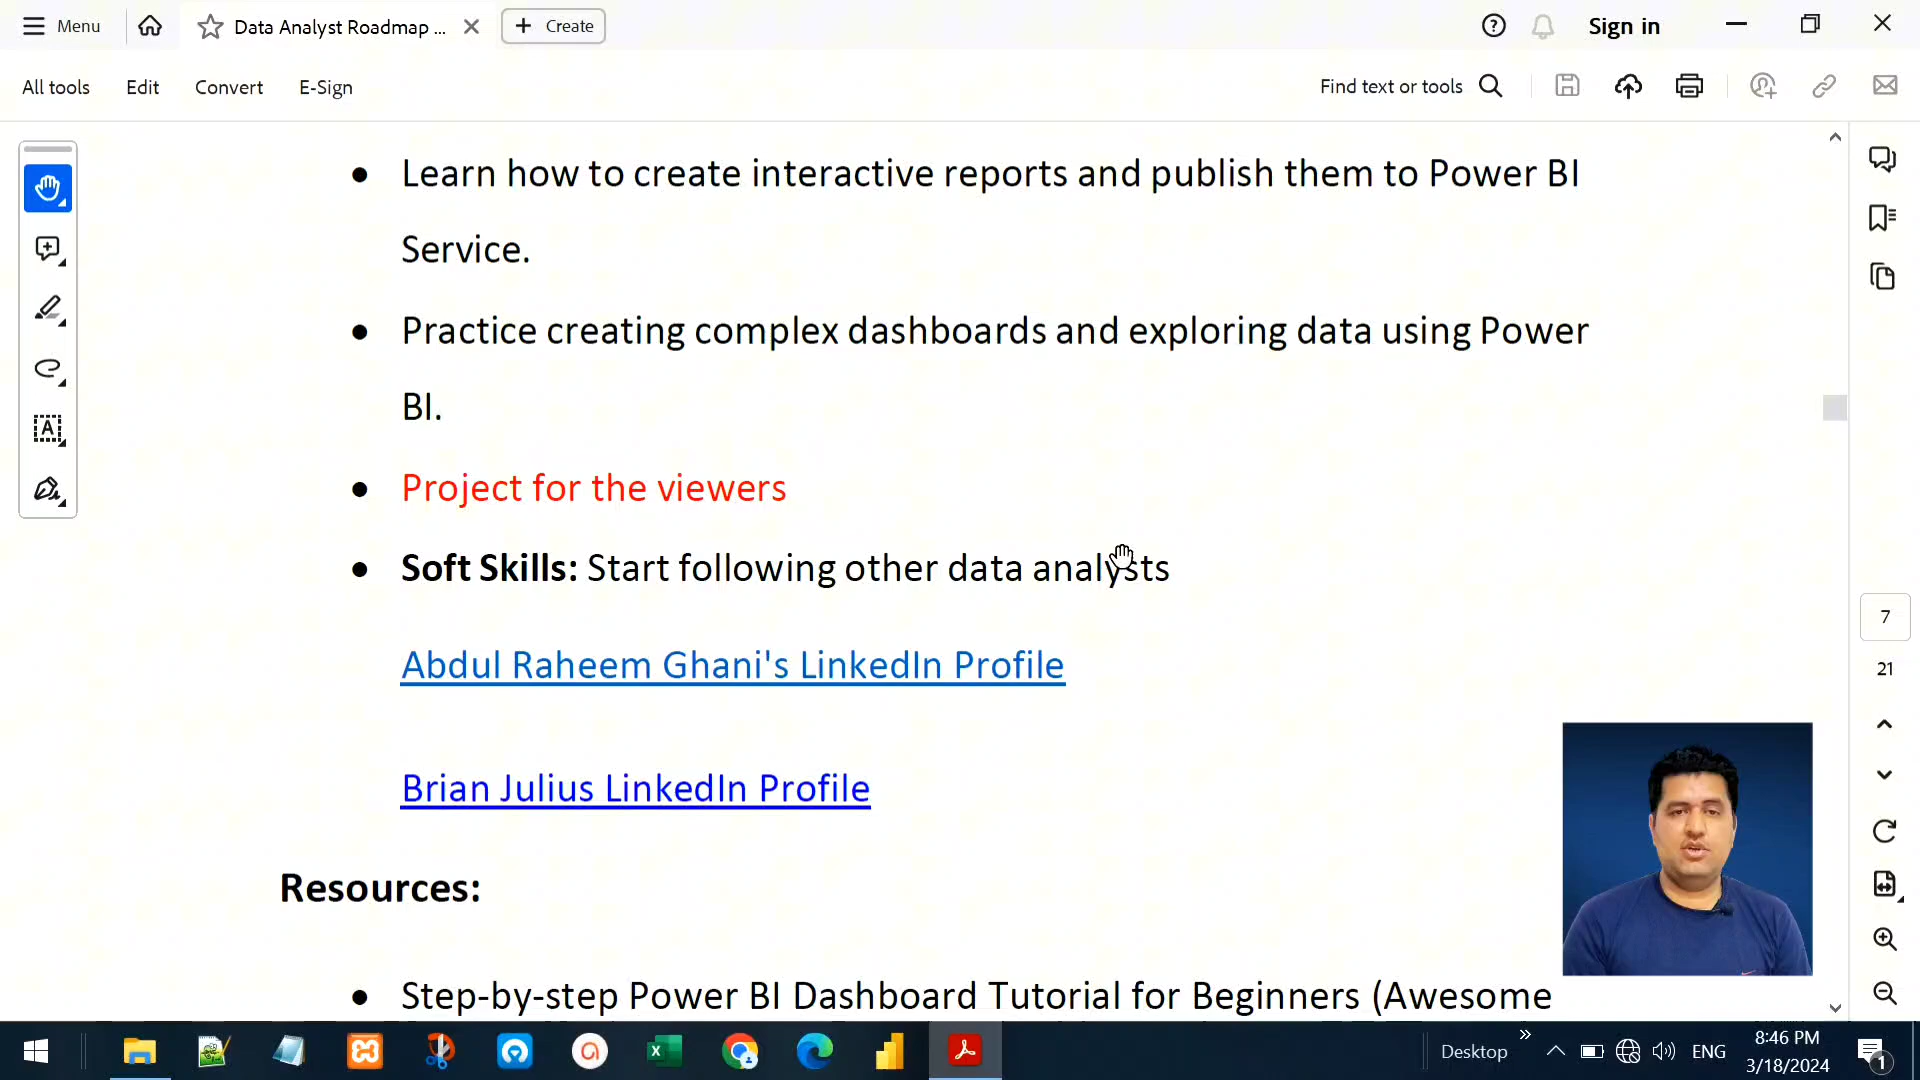 Menu
Data Analyst Roadmap ...
Create
Sign in
All tools
Edit
Convert
E-Sign
Find text or tools
● Learn how to create interactive reports and publish them to Power BI
Service.
● Practice creating complex dashboards and exploring data using Power
BI.
● Project for the viewers
● Soft Skills: Start following other data analysts
Abdul Raheem Ghani's LinkedIn Profile
Brian Julius LinkedIn Profile
Resources:
● Step-by-step Power BI Dashboard Tutorial for Beginners (Awesome
7
21
Desktop
ENG
8:46 PM
3/18/2024
1